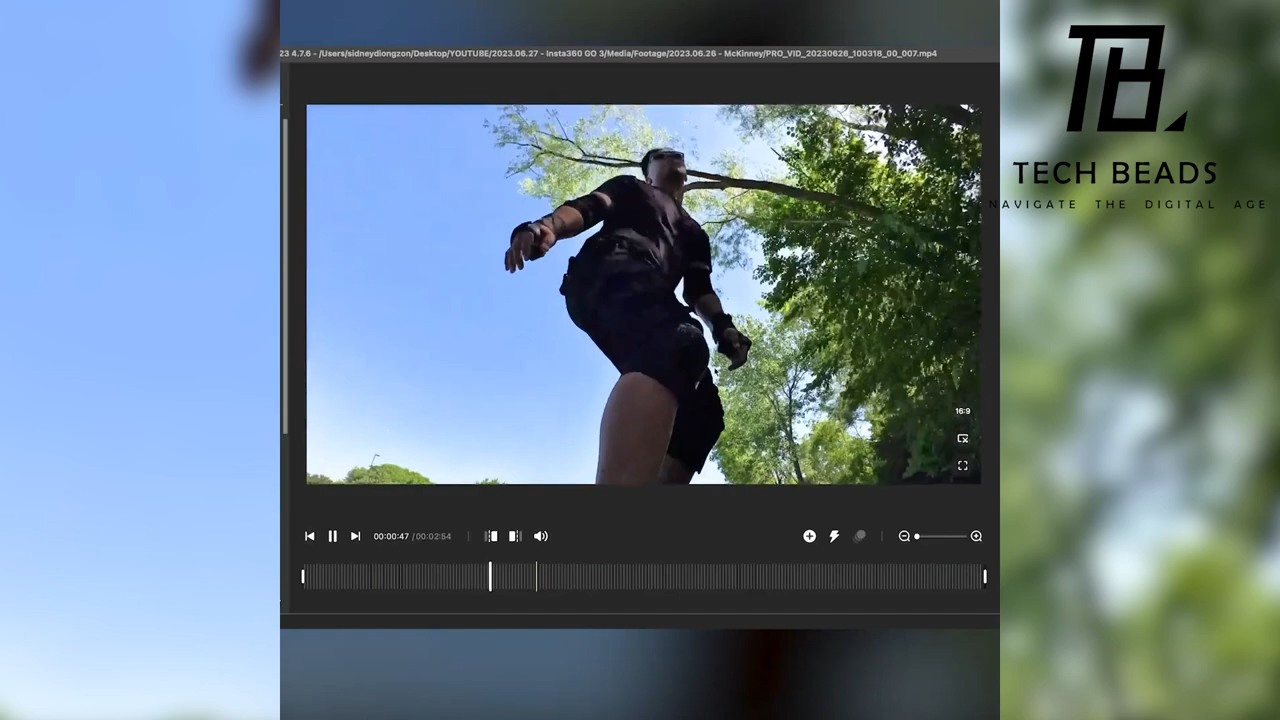 23 4.7.6 - /Users/sidneydiongzon/Desktop/YOUTUBE/2023.06.27 - Insta360 GO 3/Media/Footage/2023.06.26 - McKinney/PRO_VID_20230626_100318_00_007.mp4
TB
TECH BEADS
NAVIGATE THE DIGITAL AGE
16:9
00:00:47 / 00:02:54